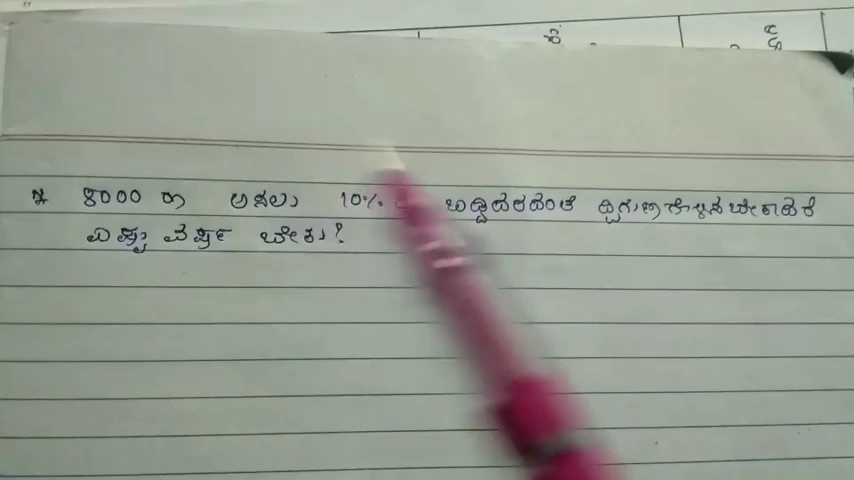 * 8000 ರೂ ಅಸಲು 10% ಬಡ್ಡಿದರದಂತೆ ದ್ವಿಗುಣಗೊಳ್ಳಬೇಕಾದರೆ
ಎಷ್ಟು ವರ್ಷ ಬೇಕು?